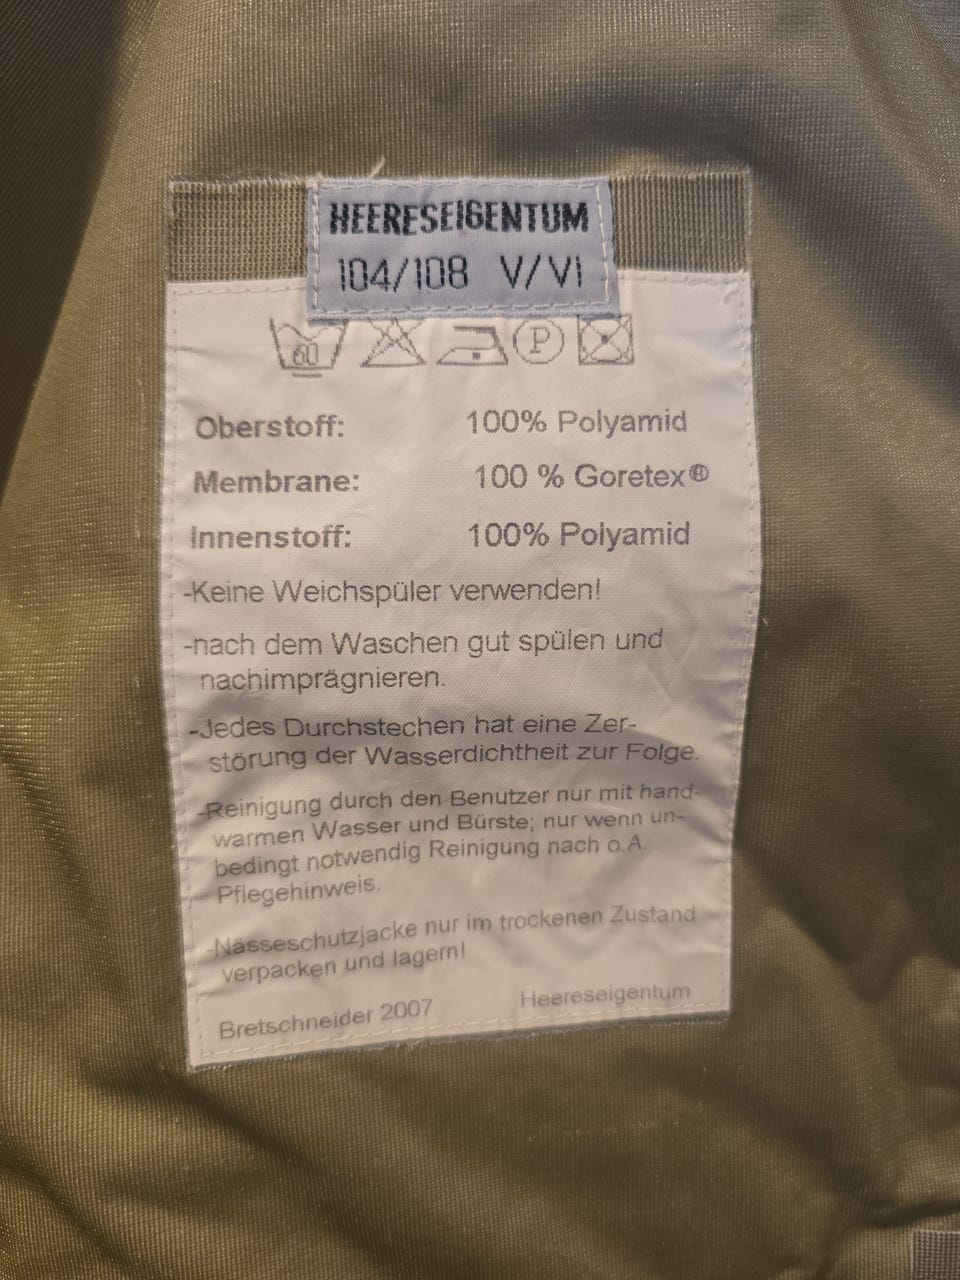 HEERESEIGENTUM
104/108 V/VI
60 P
Oberstoff: 100% Polyamid
Membrane: 100 % Goretex®
Innenstoff: 100% Polyamid
-Keine Weichspüler verwenden!
-nach dem Waschen gut spülen und
nachimprägnieren.
-Jedes Durchstechen hat eine Zer-
störung der Wasserdichtheit zur Folge.
-Reinigung durch den Benutzer nur mit hand-
warmen Wasser und Bürste; nur wenn un-
bedingt notwendig Reinigung nach o.A.
Pflegehinweis.
-Nässeschutzjacke nur im trockenen Zustand
verpacken und lagern!
Bretschneider 2007 Heereseigentum